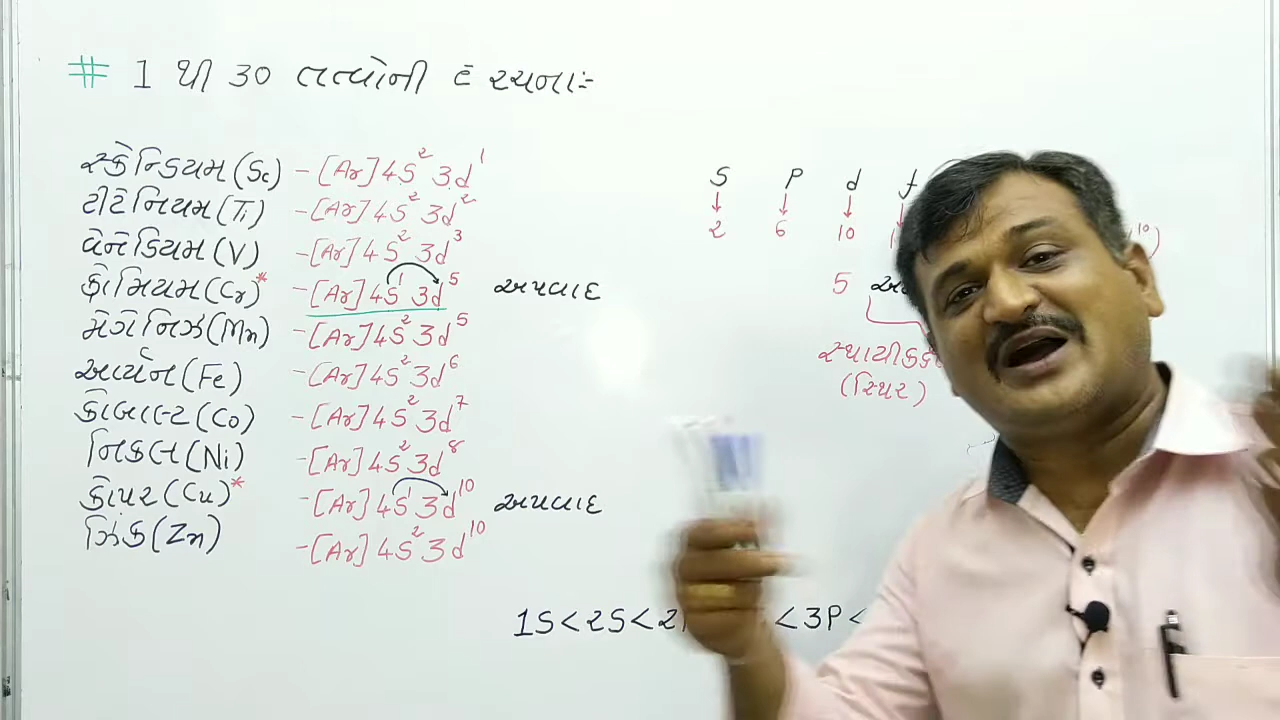 # 1 થી 30 તત્વોની e⁻ રચનાઃ-
સ્કેન્ડિયમ (Sc) - [Ar] 4S² 3d¹
ટીટેનિયમ (Ti) - [Ar] 4S² 3d²
વેનેડિયમ (V) - [Ar] 4S² 3d³
ક્રોમિયમ (Cr)* - [Ar] 4S¹ 3d⁵ અપવાદ
મેંગેનિઝ (Mn) - [Ar] 4S² 3d⁵
આર્યન (Fe) - [Ar] 4S² 3d⁶
કોબાલ્ટ (Co) - [Ar] 4S² 3d⁷
નિકલ (Ni) - [Ar] 4S² 3d⁸
કોપર (Cu)* - [Ar] 4S¹ 3d¹⁰ અપવાદ
ઝિંક (Zn) - [Ar] 4S² 3d¹⁰
S P d f
2 6 10
5
(સ્થિર)
1S < 2S < 2 < 3P <